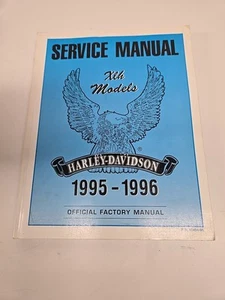 SERVICE MANUAL
Xlh
Models
HARLEY-DAVIDSON
1995-1996
OFFICIAL FACTORY MANUAL